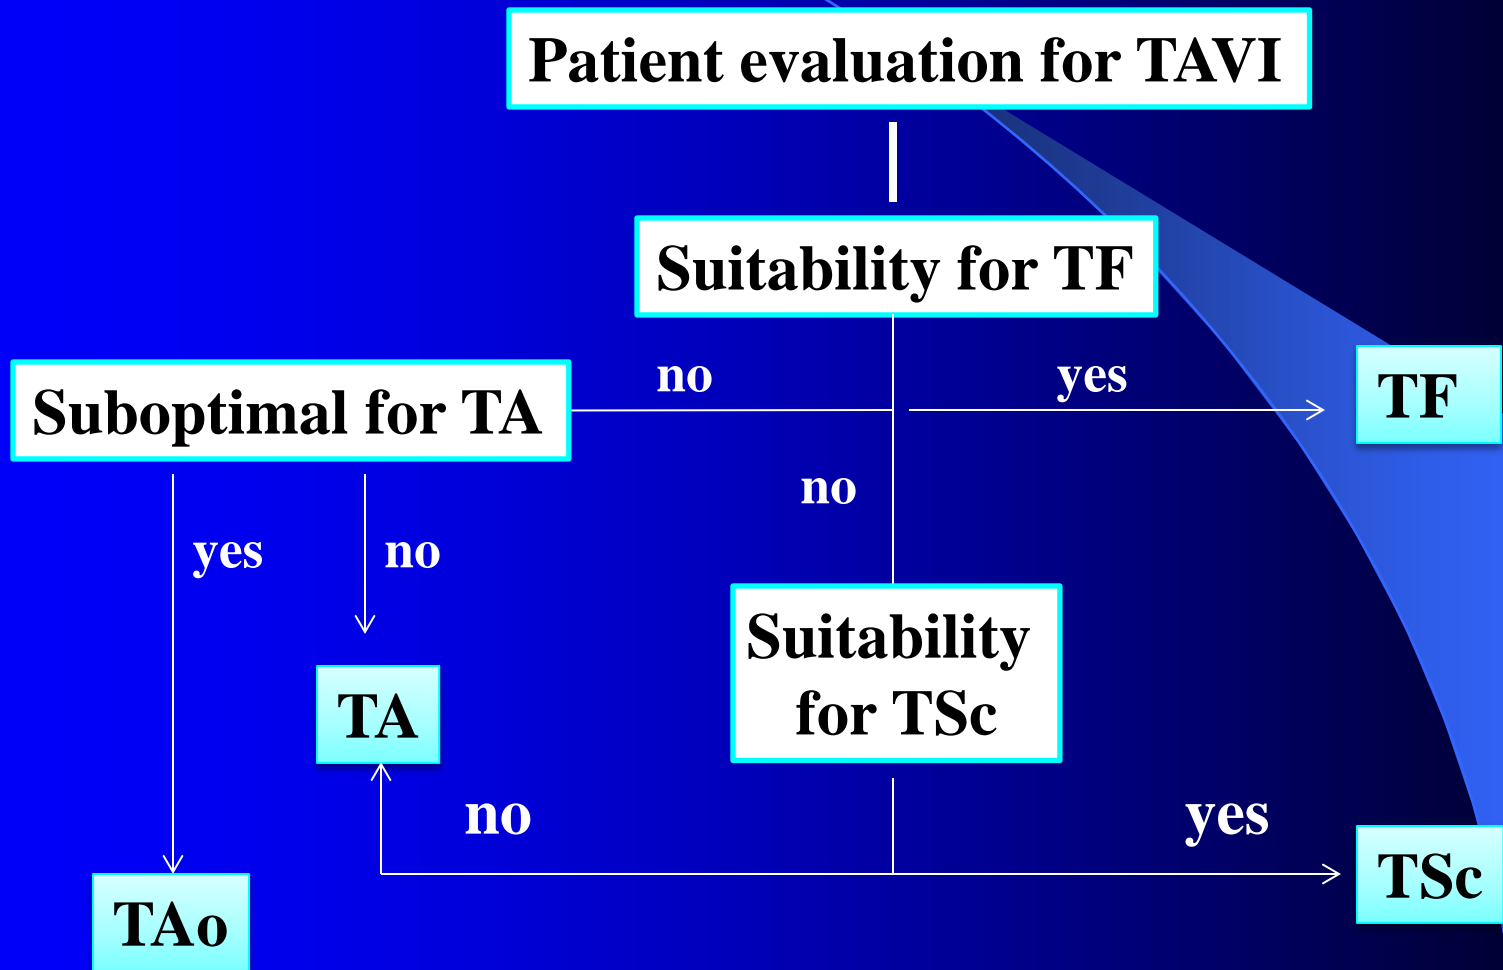 Patient evaluation for TAVI
Suitability for TF
no
yes
TF
Suboptimal for TA
no
yes
no
Suitability
for TSc
TA
no
yes
TSc
TAo